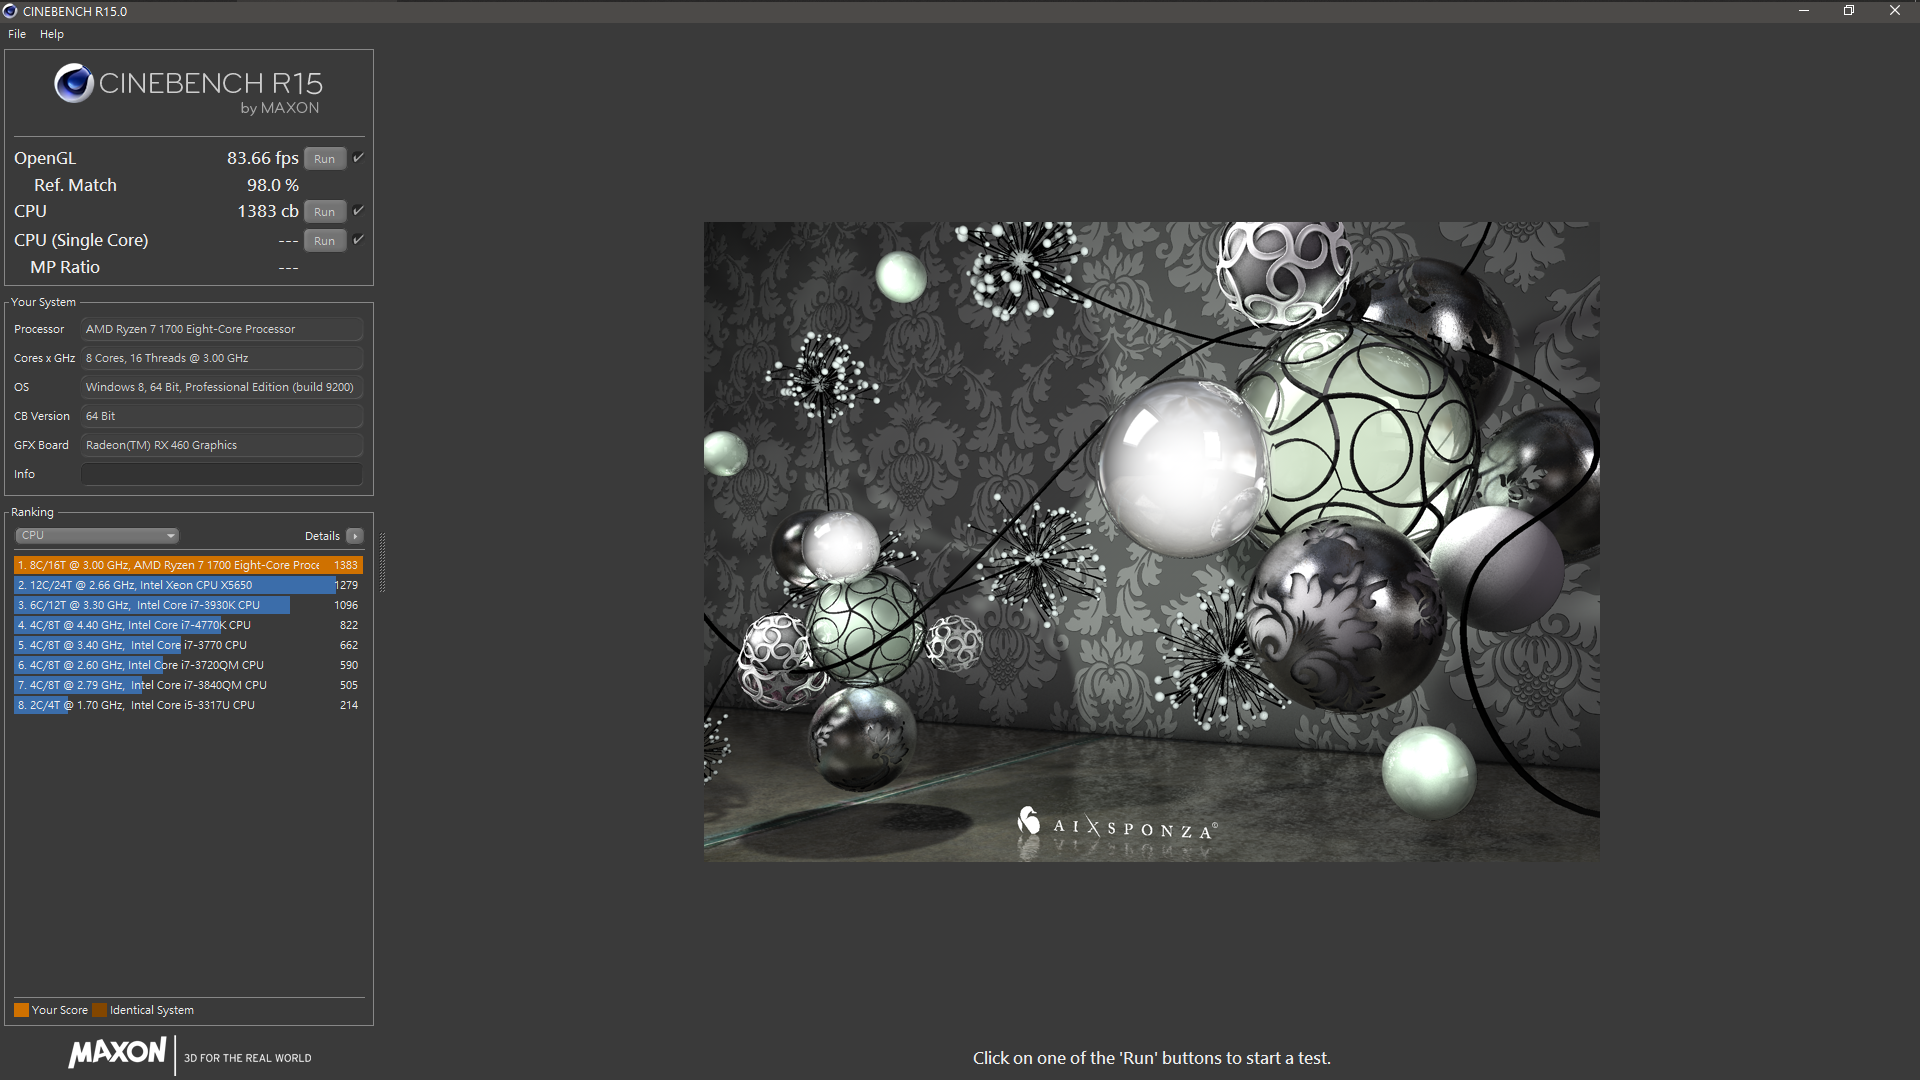 CINEBENCH R15.0
File Help
CINEBENCH R15
by MAXON
OpenGL 83.66 fps Run
Ref. Match 98.0 %
CPU 1383 cb Run
CPU (Single Core) --- Run
MP Ratio ---
Your System
Processor AMD Ryzen 7 1700 Eight-Core Processor
Cores x GHz 8 Cores, 16 Threads @ 3.00 GHz
OS Windows 8, 64 Bit, Professional Edition (build 9200)
CB Version 64 Bit
GFX Board Radeon(TM) RX 460 Graphics
Info
Ranking
CPU Details
1. 8C/16T @ 3.00 GHz, AMD Ryzen 7 1700 Eight-Core Proce 1383
2. 12C/24T @ 2.66 GHz, Intel Xeon CPU X5650 1279
3. 6C/12T @ 3.30 GHz, Intel Core i7-3930K CPU 1096
4. 4C/8T @ 4.40 GHz, Intel Core i7-4770K CPU 822
5. 4C/8T @ 3.40 GHz, Intel Core i7-3770 CPU 662
6. 4C/8T @ 2.60 GHz, Intel Core i7-3720QM CPU 590
7. 4C/8T @ 2.79 GHz, Intel Core i7-3840QM CPU 505
8. 2C/4T @ 1.70 GHz, Intel Core i5-3317U CPU 214
Your Score Identical System
MAXON 3D FOR THE REAL WORLD
AIXSPONZA©
Click on one of the 'Run' buttons to start a test.